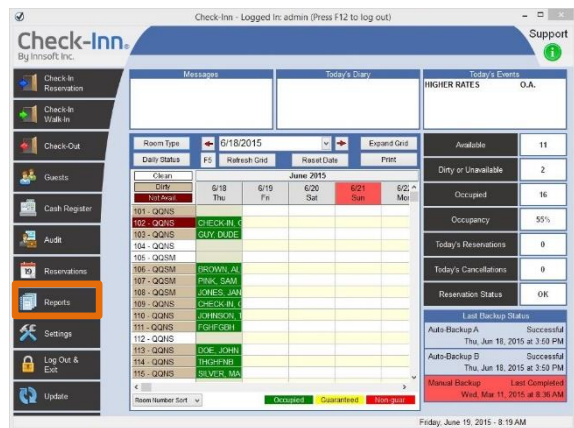 Check-Inn - Logged In: admin (Press F12 to log out)
Check-Inn®
By Innsoft Inc.
Support
Check-In
Reservation
Check-In
Walk-In
Check-Out
Guests
Cash Register
Audit
19 Reservations
Reports
Settings
Log Out &
Exit
Update
Messages
Today's Diary
Today's Events
HIGHER RATES O.A.
Room Type 6/18/2015 Expand Grid
Daily Status F5 Refresh Grid Reset Date Print
Clean June 2015
Dirty 6/18 6/19 6/20 6/21 6/22
Not Avail. Thu Fri Sat Sun Mon
101 - QQNS
102 - QQNS CHECK-IN, G
103 - QQNS GUY, DUDE
104 - QQNS
105 - QQSM
106 - QQSM BROWN, AL
107 - QQSM PINK, SAM
108 - QQSM JONES, JAN
109 - QQNS CHECK-IN, G
110 - QQNS JOHNSON, T
111 - QQNS FGHFGBH
112 - QQNS
113 - QQNS DOE, JOHN
114 - QQNS THGHFNB
115 - QQNS SILVER, MA
Room Number Sort Occupied Guaranteed Non-guar
Available 11
Dirty or Unavailable 2
Occupied 16
Occupancy 55%
Today's Reservations 0
Today's Cancellations 0
Reservation Status OK
Last Backup Status
Auto-Backup A Successful
Thu, Jun 18, 2015 at 3:50 PM
Auto-Backup B Successful
Thu, Jun 18, 2015 at 3:50 PM
Manual Backup Last Completed
Wed, Mar 11, 2015 at 8:36 AM
Friday, June 19, 2015 - 8:19 AM